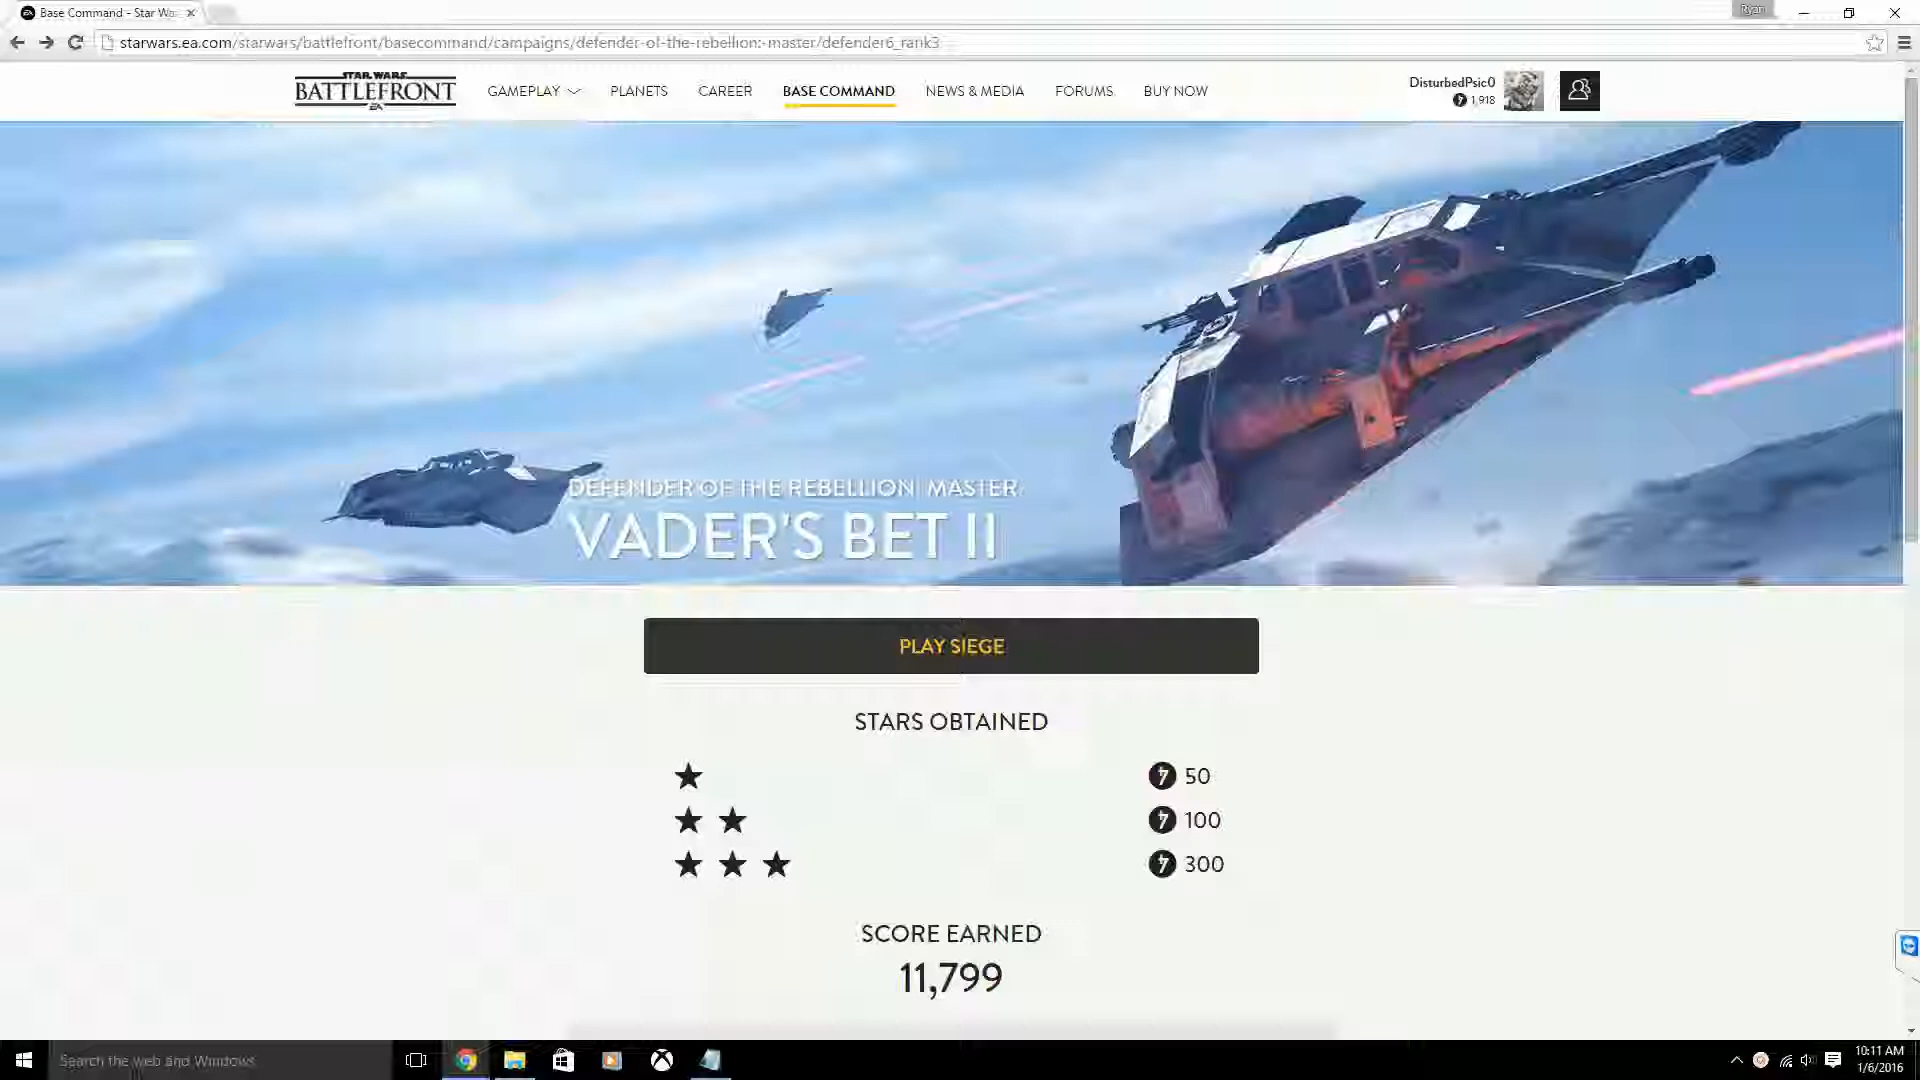 Base Command - Star Wa
Ryan
starwars.ea.com/starwars/battlefront/basecommand/campaigns/defender-of-the-rebellion:-master/defender6_rank3
STAR WARS
BATTLEFRONT
EA
GAMEPLAY
PLANETS
CAREER
BASE COMMAND
NEWS & MEDIA
FORUMS
BUY NOW
DisturbedPsic0
1,918
DEFENDER OF THE REBELLION: MASTER
VADER'S BET II
PLAY SIEGE
STARS OBTAINED
50
100
300
SCORE EARNED
11,799
Search the web and Windows
10:11 AM
1/6/2016